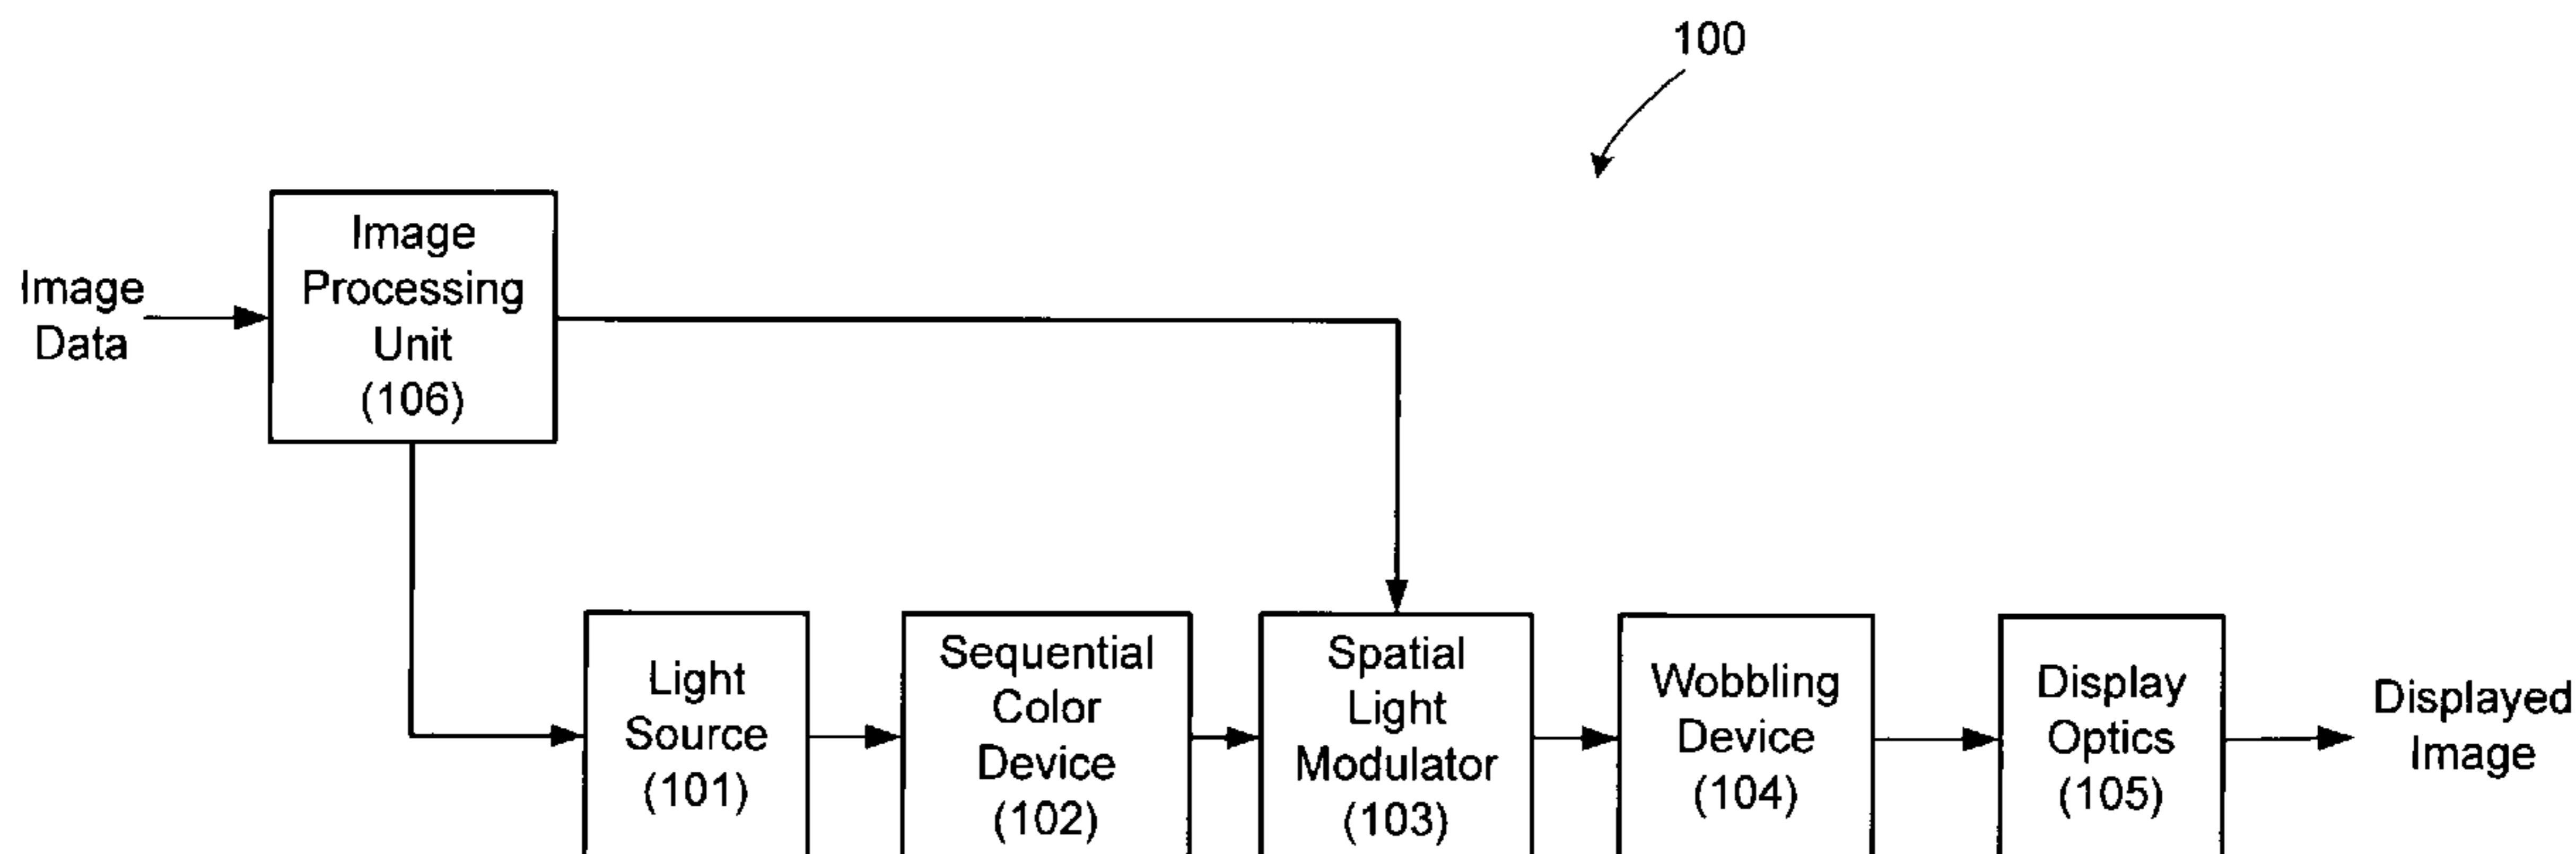 100
Image
Processing
Unit
(106)
Image
Data
Light
Source
(101)
Sequential
Color
Device
(102)
Spatial
Light
Modulator
(103)
Wobbling
Device
(104)
Display
Optics
(105)
Displayed
Image